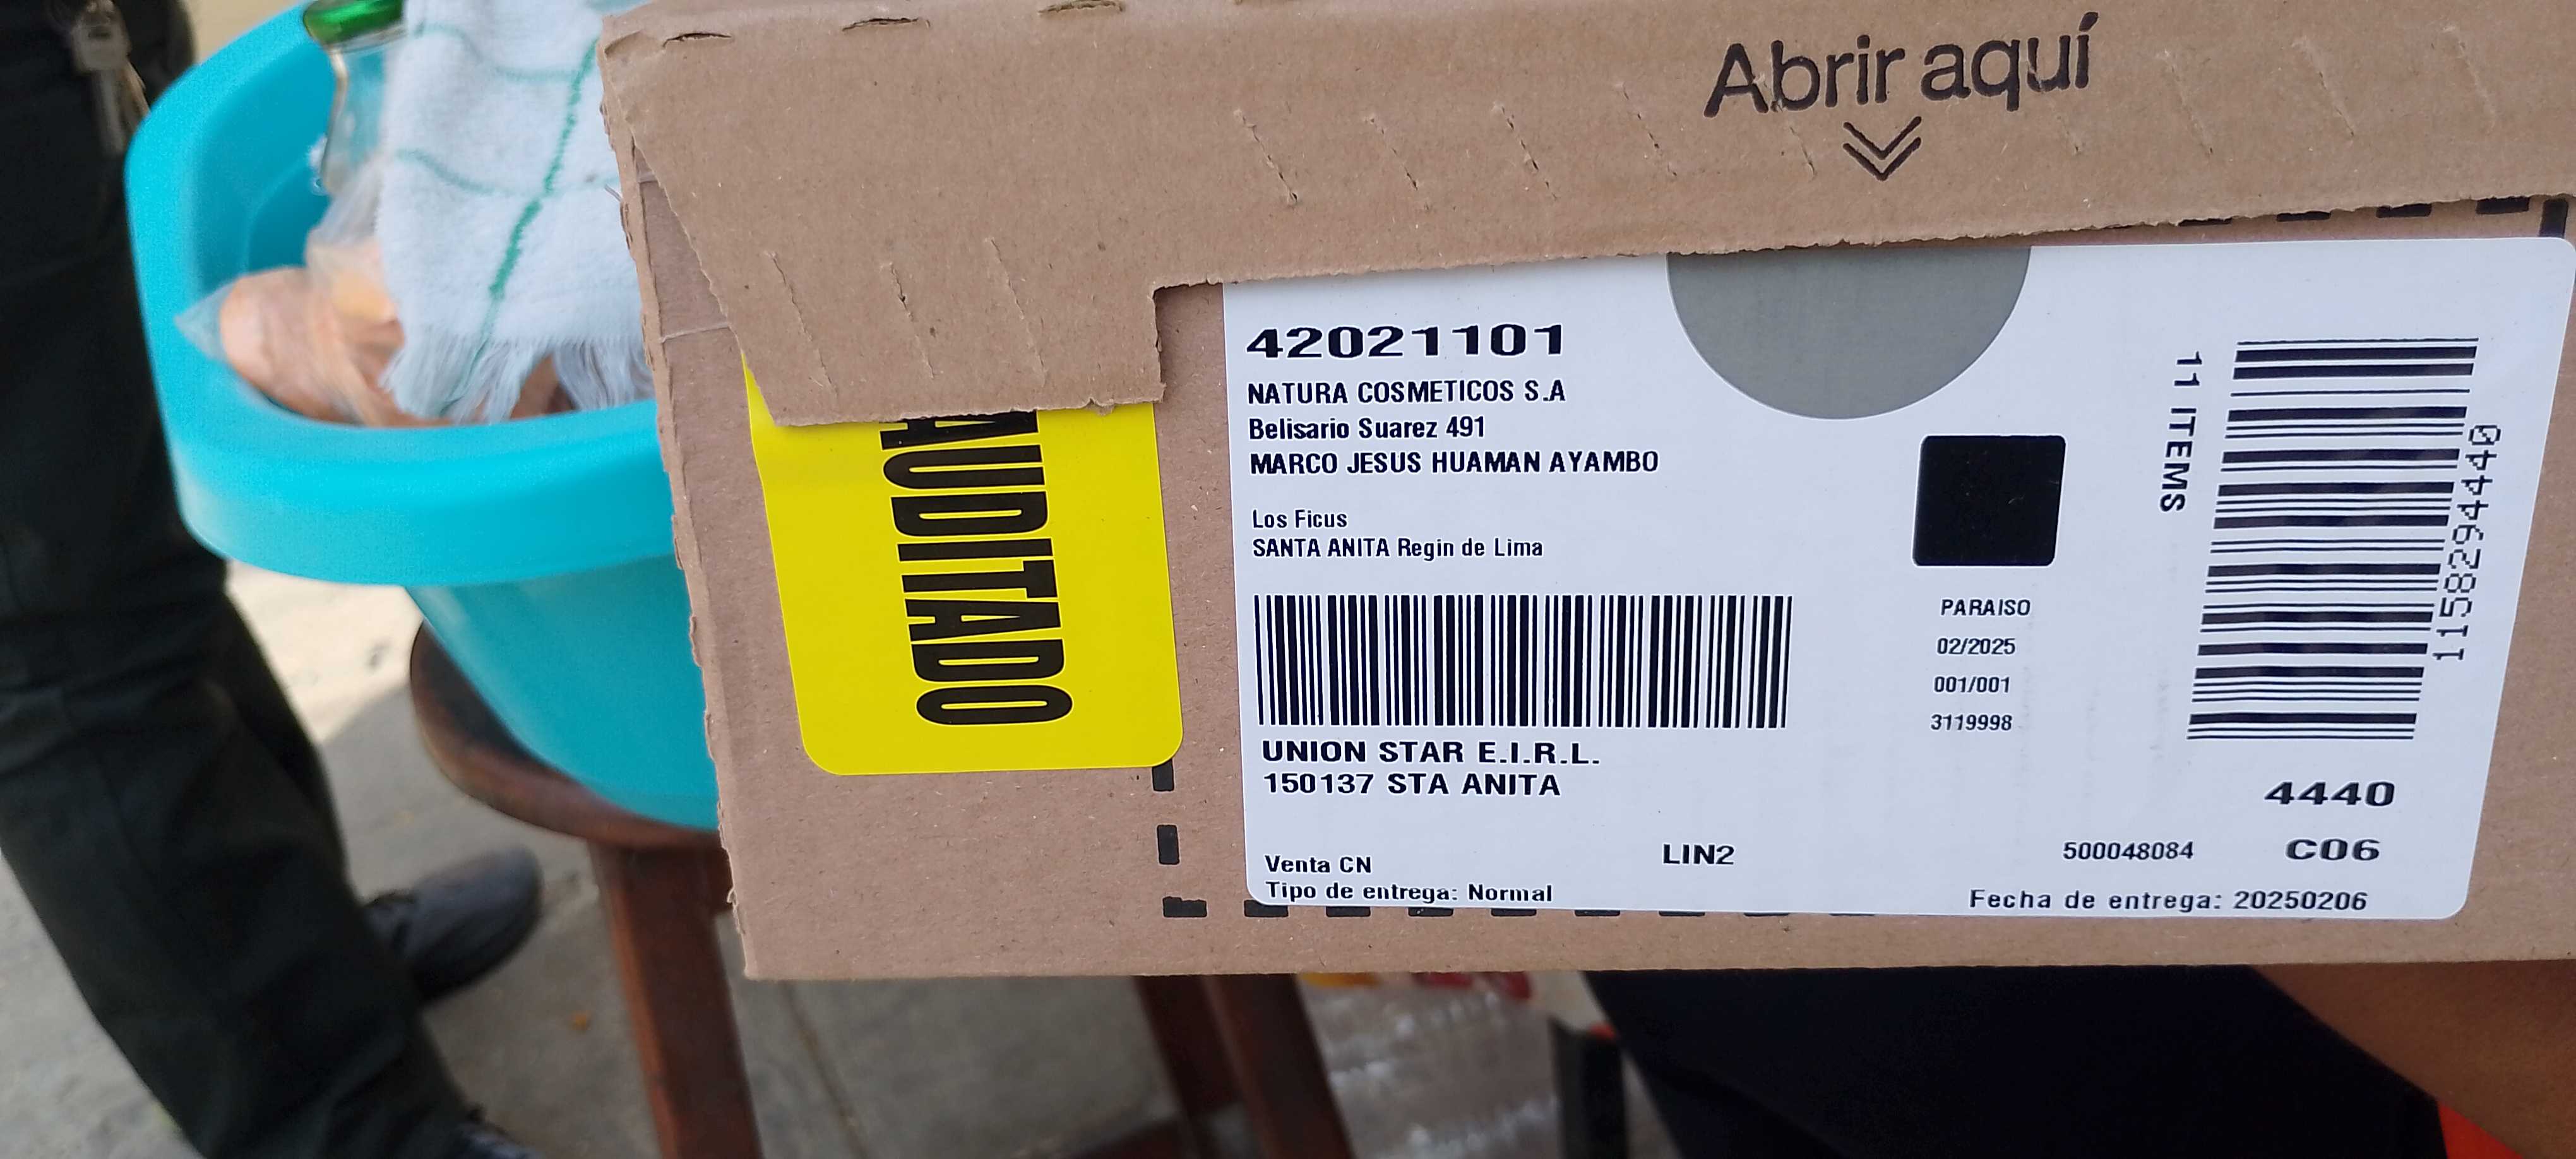 Abrir aquí
AUDITADO
42021101
NATURA COSMETICOS S.A
Belisario Suarez 491
MARCO JESUS HUAMAN AYAMBO
Los Ficus
SANTA ANITA Regin de Lima
UNION STAR E.I.R.L.
150137 STA ANITA
Venta CN
Tipo de entrega: Normal
LIN2
PARAISO
02/2025
001/001
3119998
11 ITEMS
1158294440
4440
500048084
C06
Fecha de entrega: 20250206